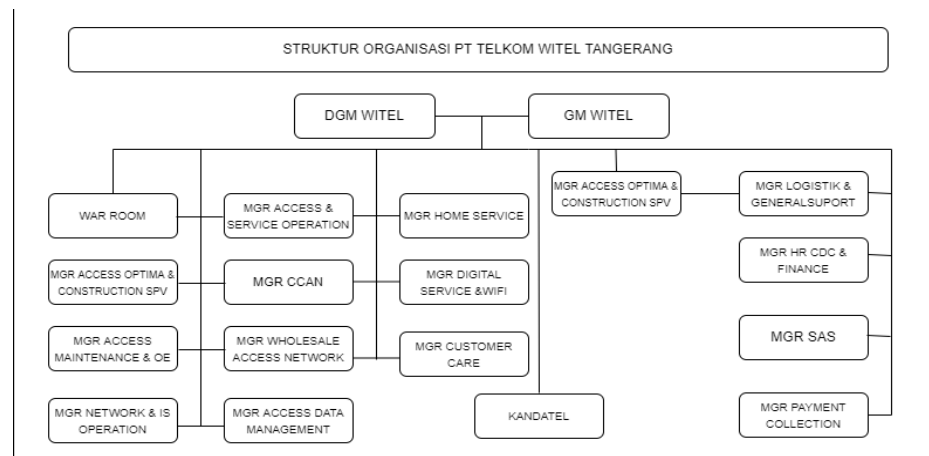 STRUKTUR ORGANISASI PT TELKOM WITEL TANGERANG
DGM WITEL
GM WITEL
WAR ROOM
MGR ACCESS &
SERVICE OPERATION
MGR HOME SERVICE
MGR ACCESS OPTIMA &
CONSTRUCTION SPV
MGR LOGISTIK &
GENERALSUPORT
MGR ACCESS OPTIMA &
CONSTRUCTION SPV
MGR CCAN
MGR DIGITAL
SERVICE &WIFI
MGR HR CDC &
FINANCE
MGR ACCESS
MAINTENANCE & OE
MGR WHOLESALE
ACCESS NETWORK
MGR CUSTOMER
CARE
MGR SAS
MGR NETWORK & IS
OPERATION
MGR ACCESS DATA
MANAGEMENT
KANDATEL
MGR PAYMENT
COLLECTION